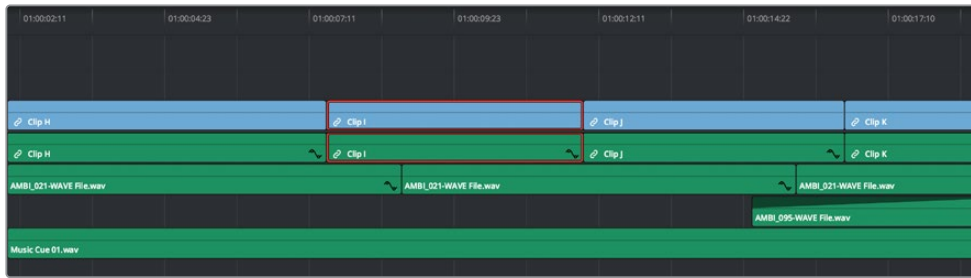 01:00:02:11 01:00:04:23 01:00:07:11 01:00:09:23 01:00:12:11 01:00:14:22 01:00:17:10
Clip H Clip I Clip J Clip K
Clip H Clip I Clip J Clip K
AMBI_021-WAVE File.wav AMBI_021-WAVE File.wav AMBI_021-WAVE File.wav
AMBI_095-WAVE File.wav
Music Cue 01.wav